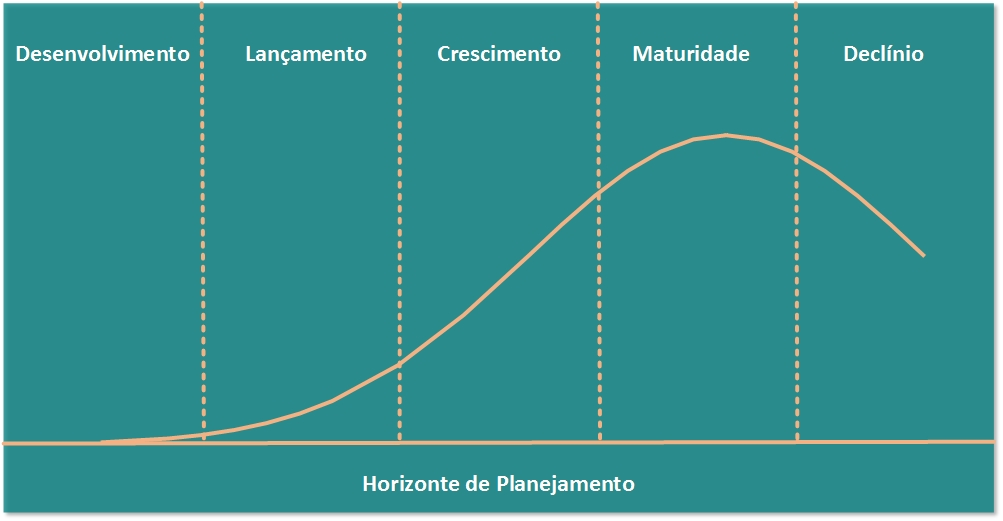 Desenvolvimento
Lançamento
Crescimento
Maturidade
Declínio
Horizonte de Planejamento